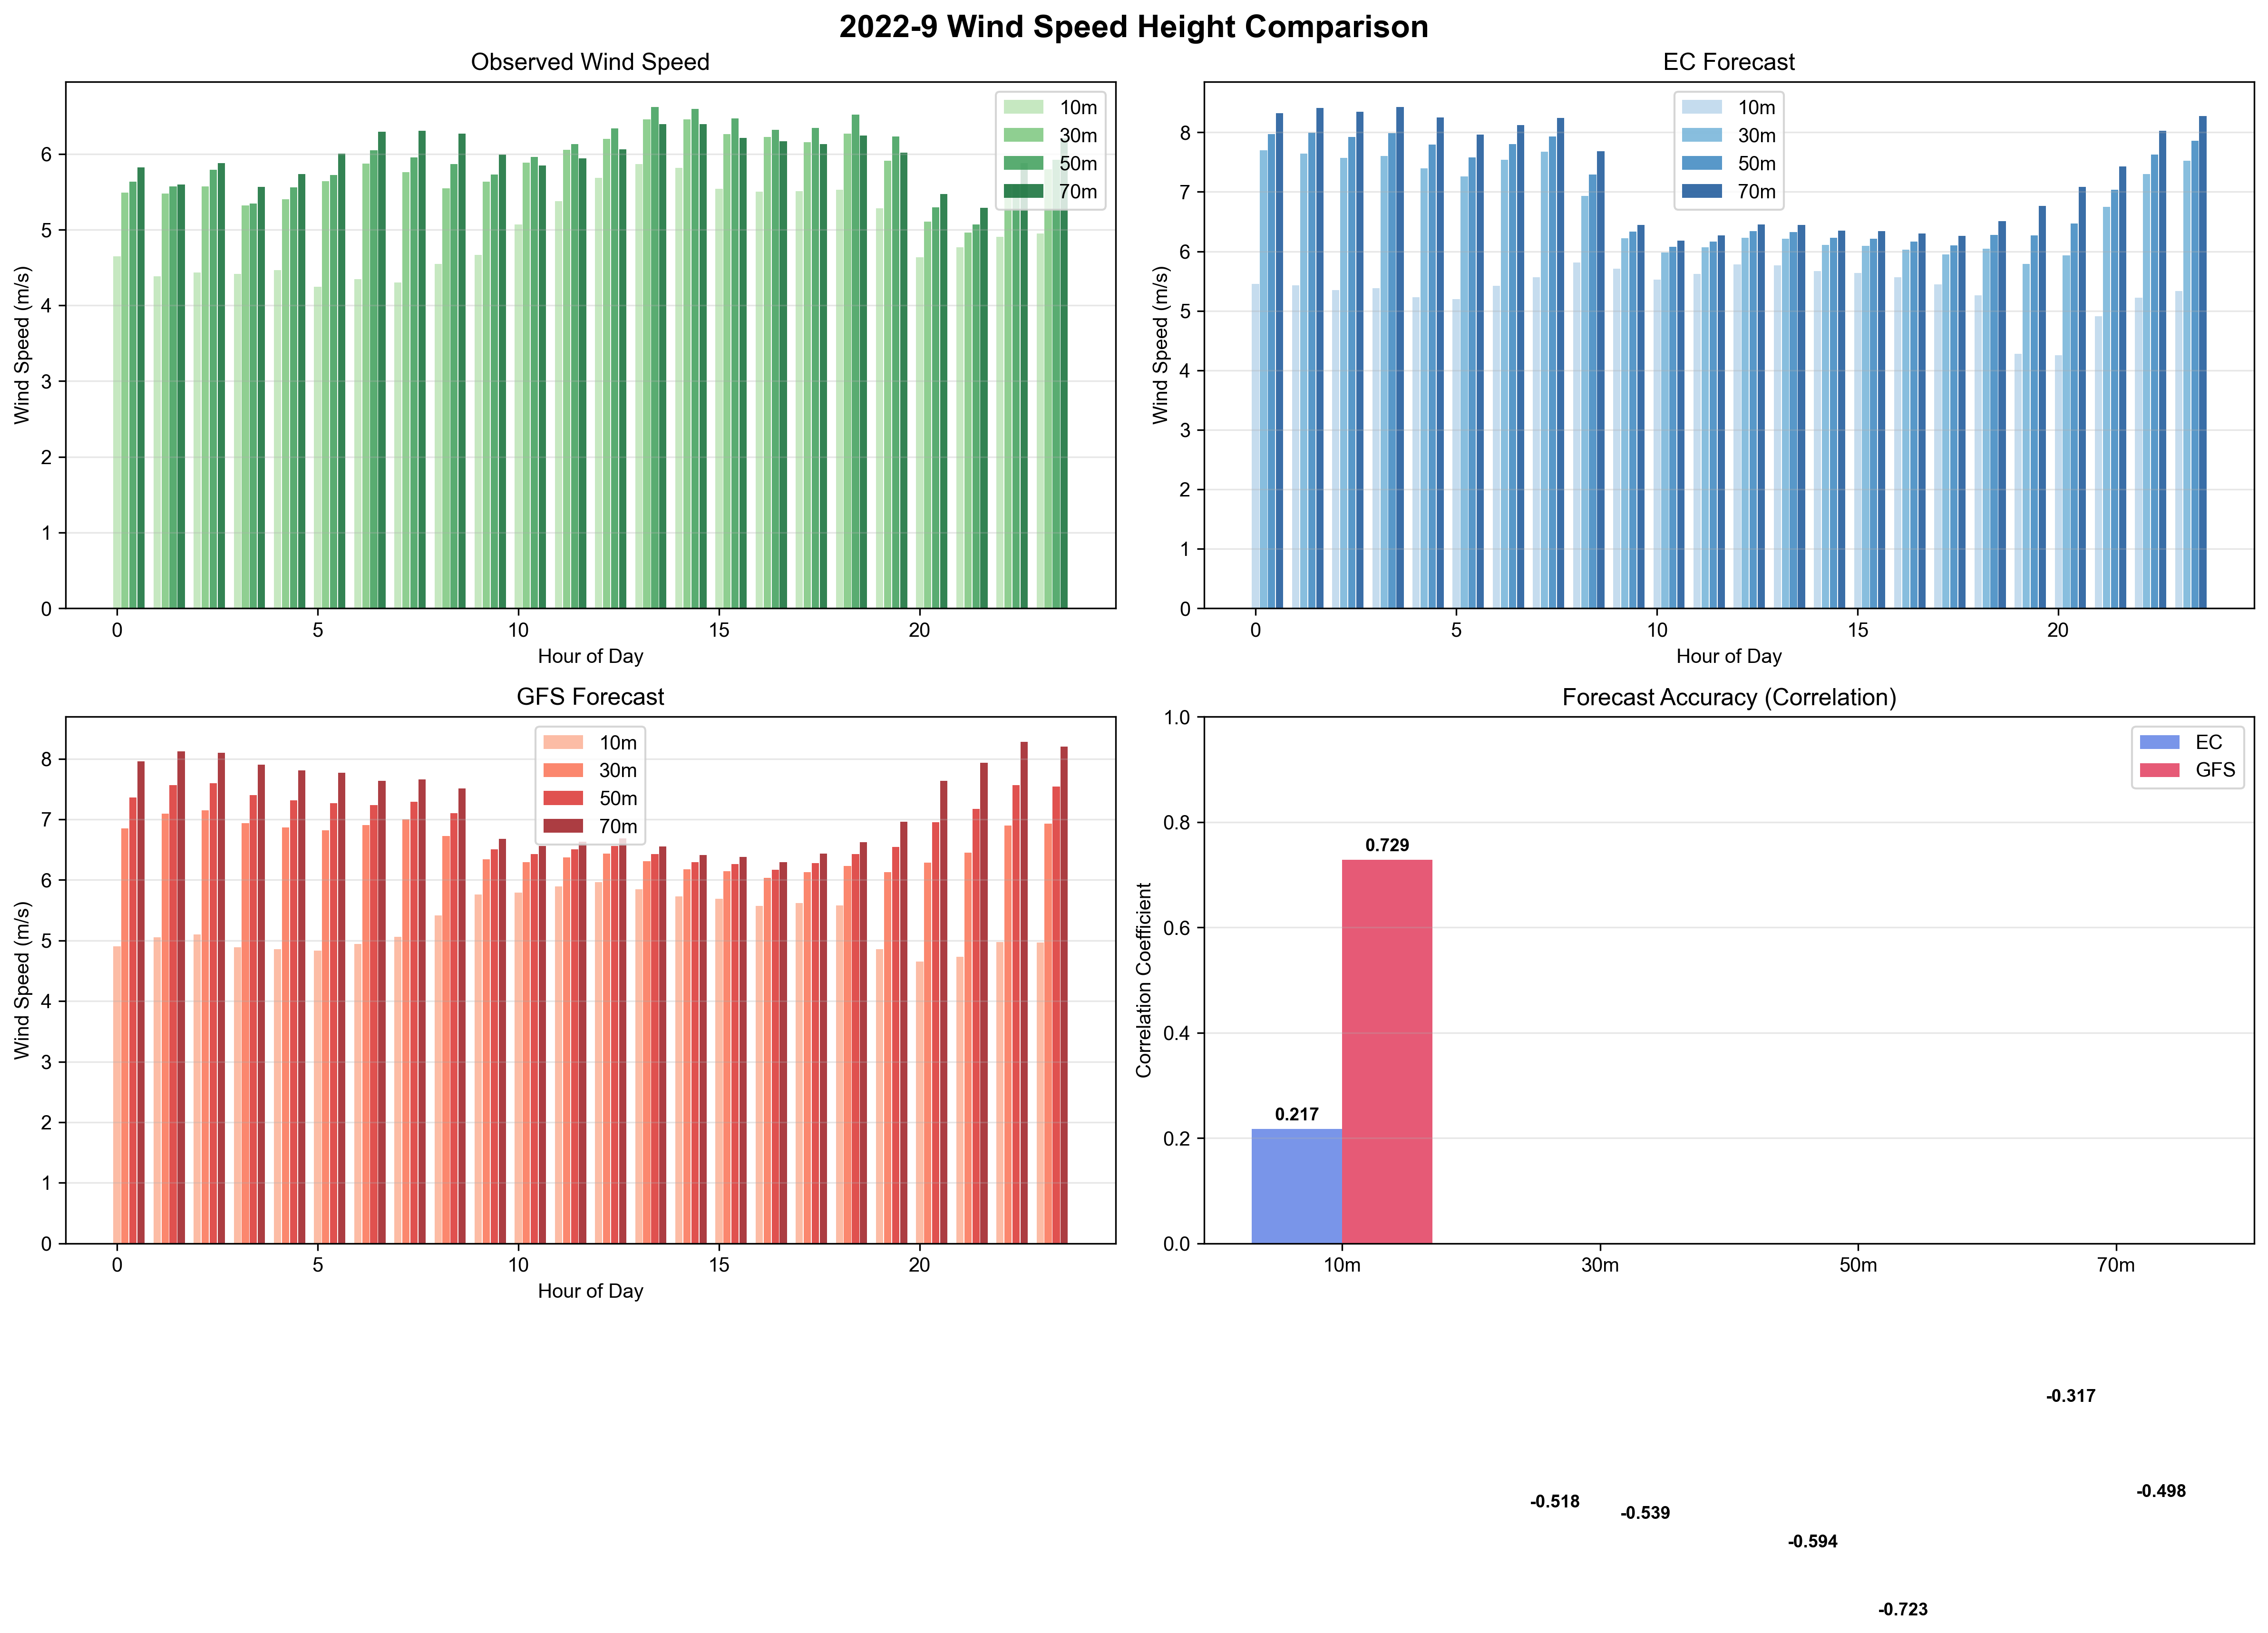 2022-9 Wind Speed Height Comparison
Observed Wind Speed
10m
30m
50m
70m
6
5
4
3
2
1
0
Wind Speed (m/s)
0 5 10 15 20
Hour of Day
EC Forecast
10m
30m
50m
70m
8
7
6
5
4
3
2
1
0
Wind Speed (m/s)
0 5 10 15 20
Hour of Day
GFS Forecast
10m
30m
50m
70m
8
7
6
5
4
3
2
1
0
Wind Speed (m/s)
0 5 10 15 20
Hour of Day
Forecast Accuracy (Correlation)
EC
GFS
1.0
0.8
0.6
0.4
0.2
0.0
Correlation Coefficient
0.729
0.217
10m 30m 50m 70m
-0.317
-0.498
-0.518
-0.539
-0.594
-0.723